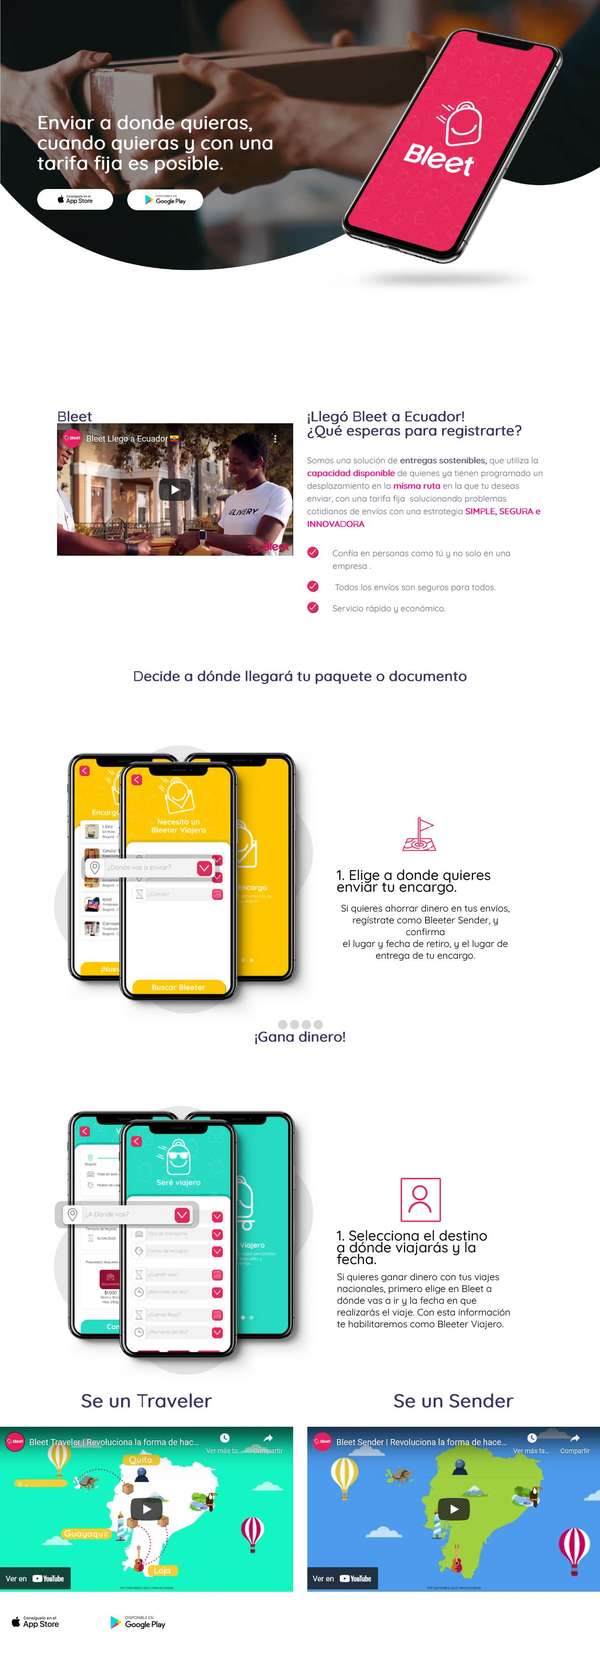 Enviar a donde quieras,
cuando quieras y con una
tarifa fija es posible.
Consíguelo en el
App Store
DISPONIBLE EN
Google Play
Bleet
Bleet
Bleet Llego a Ecuador
DELIVERY
Bleet
¡Llegó Bleet a Ecuador!
¿Qué esperas para registrarte?
Somos una solución de entregas sostenibles, que utiliza la
capacidad disponible de quienes ya tienen programado un
desplazamiento en la misma ruta en la que tu deseas
enviar, con una tarifa fija solucionando problemas
cotidianos de envíos con una estrategia SIMPLE, SEGURA e
INNOVADORA
Confía en personas como tú y no solo en una
empresa .
Todos los envíos son seguros para todos.
Servicio rápido y económico.
Decide a dónde llegará tu paquete o documento
Necesito un
Bleeter Viajero
¿Donde vas a enviar?
¿Cuándo?
Buscar Bleeter
1. Elige a donde quieres
enviar tu encargo.
Si quieres ahorrar dinero en tus envíos,
regístrate como Bleeter Sender, y
confirma
el lugar y fecha de retiro, y el lugar de
entrega de tu encargo.
¡Gana dinero!
Seré viajero
¿A Dónde vas?
1. Selecciona el destino
a dónde viajarás y la
fecha.
Si quieres ganar dinero con tus viajes
nacionales, primero elige en Bleet a
dónde vas a ir y la fecha en que
realizarás el viaje. Con esta información
te habilitaremos como Bleeter Viajero.
Se un Traveler
Se un Sender
Bleet Traveler | Revoluciona la forma de hace...
Ver más ta...
Compartir
Quito
Guayaquil
Loja
Ver en YouTube
Bleet Sender | Revoluciona la forma de hace...
Ver más ta...
Compartir
Ver en YouTube
Consíguelo en el
App Store
DISPONIBLE EN
Google Play